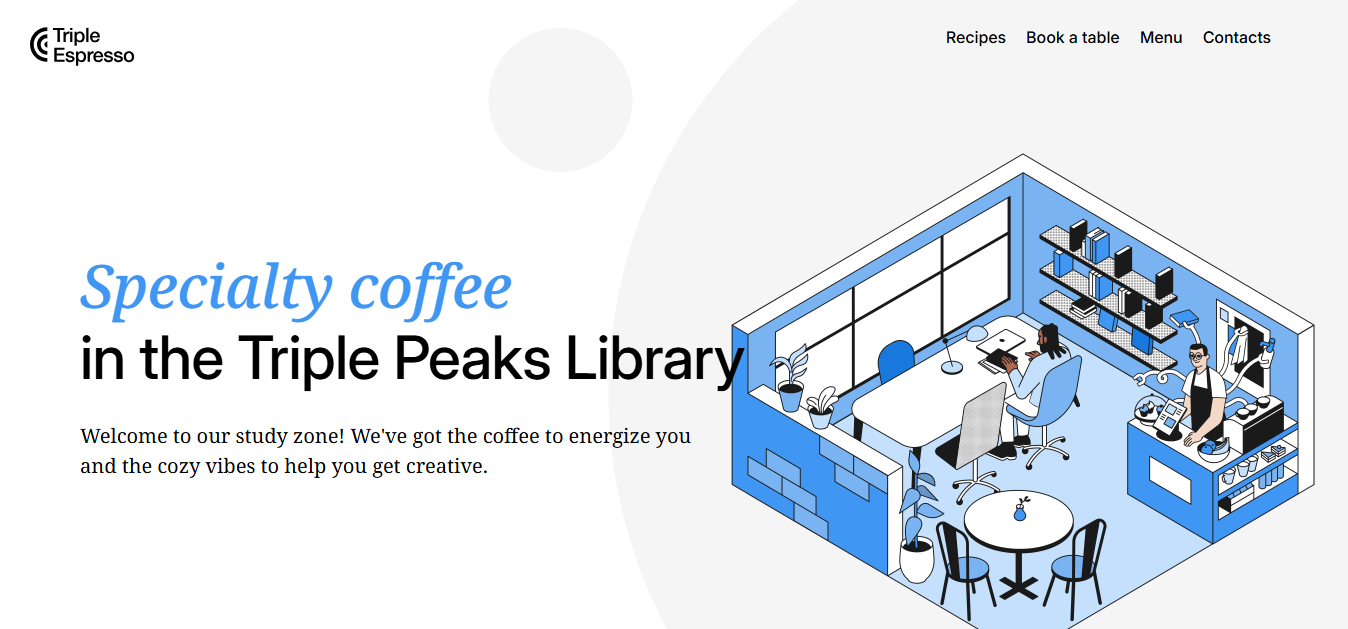 Triple
Espresso
Recipes Book a table Menu Contacts
Specialty coffee
in the Triple Peaks Library
Welcome to our study zone! We've got the coffee to energize you
and the cozy vibes to help you get creative.